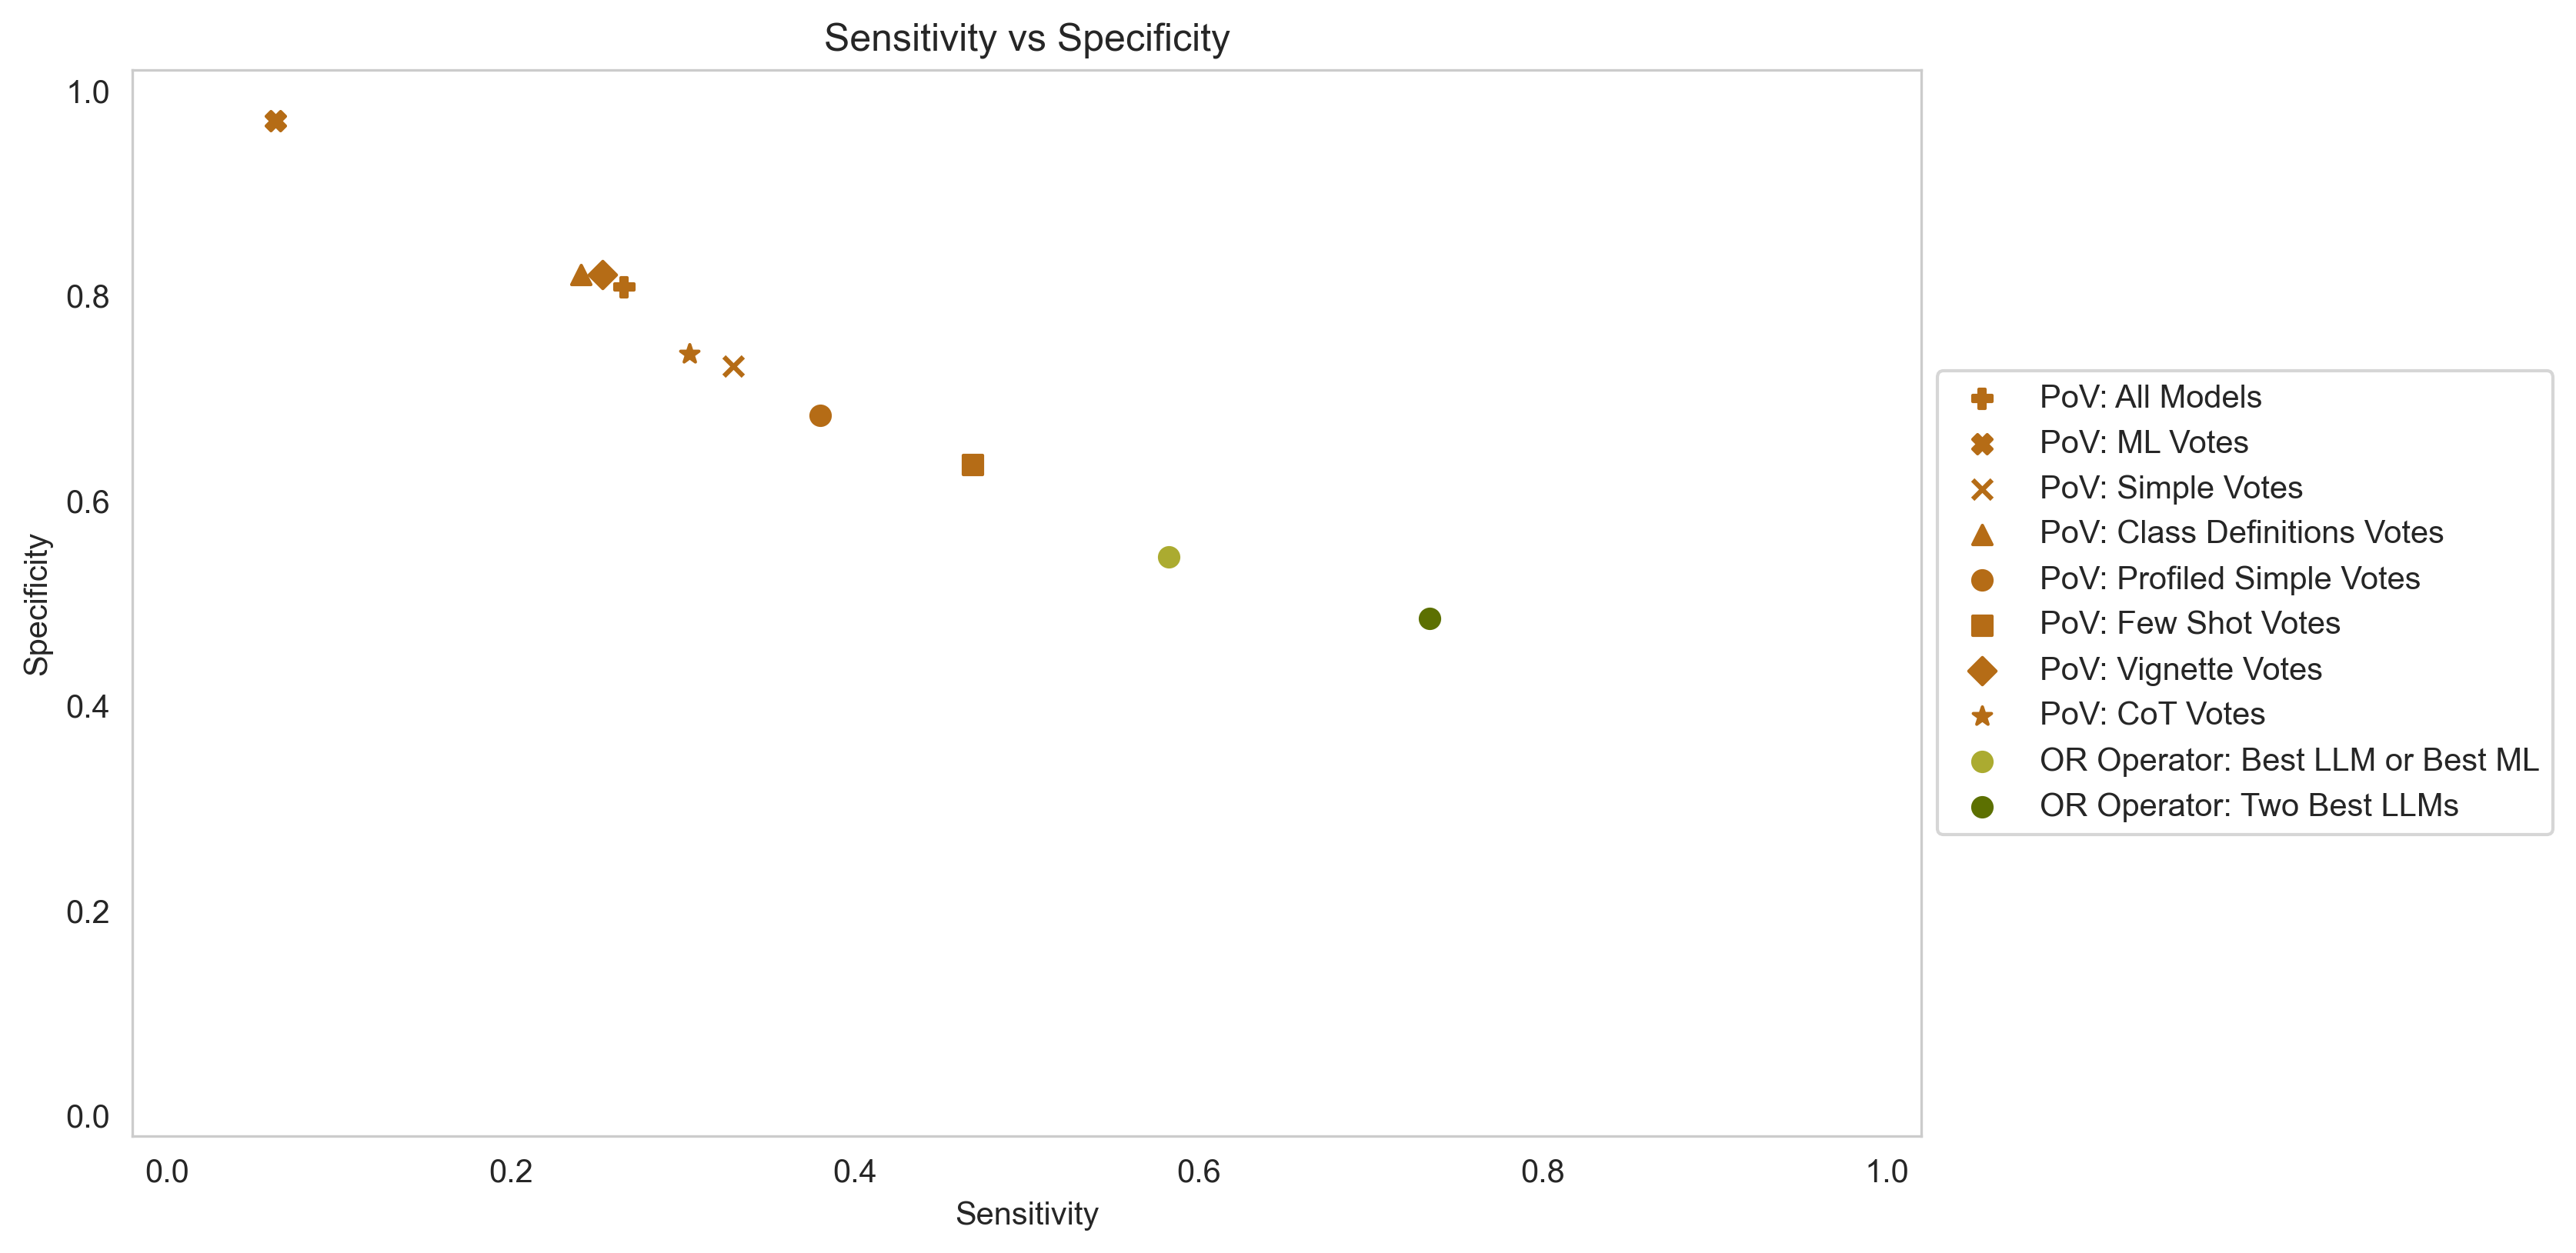 Sensitivity vs Specificity
1.0
0.8
0.6
0.4
0.2
0.0
Specificity
0.0 0.2 0.4 0.6 0.8 1.0
Sensitivity
PoV: All Models
PoV: ML Votes
PoV: Simple Votes
PoV: Class Definitions Votes
PoV: Profiled Simple Votes
PoV: Few Shot Votes
PoV: Vignette Votes
PoV: CoT Votes
OR Operator: Best LLM or Best ML
OR Operator: Two Best LLMs